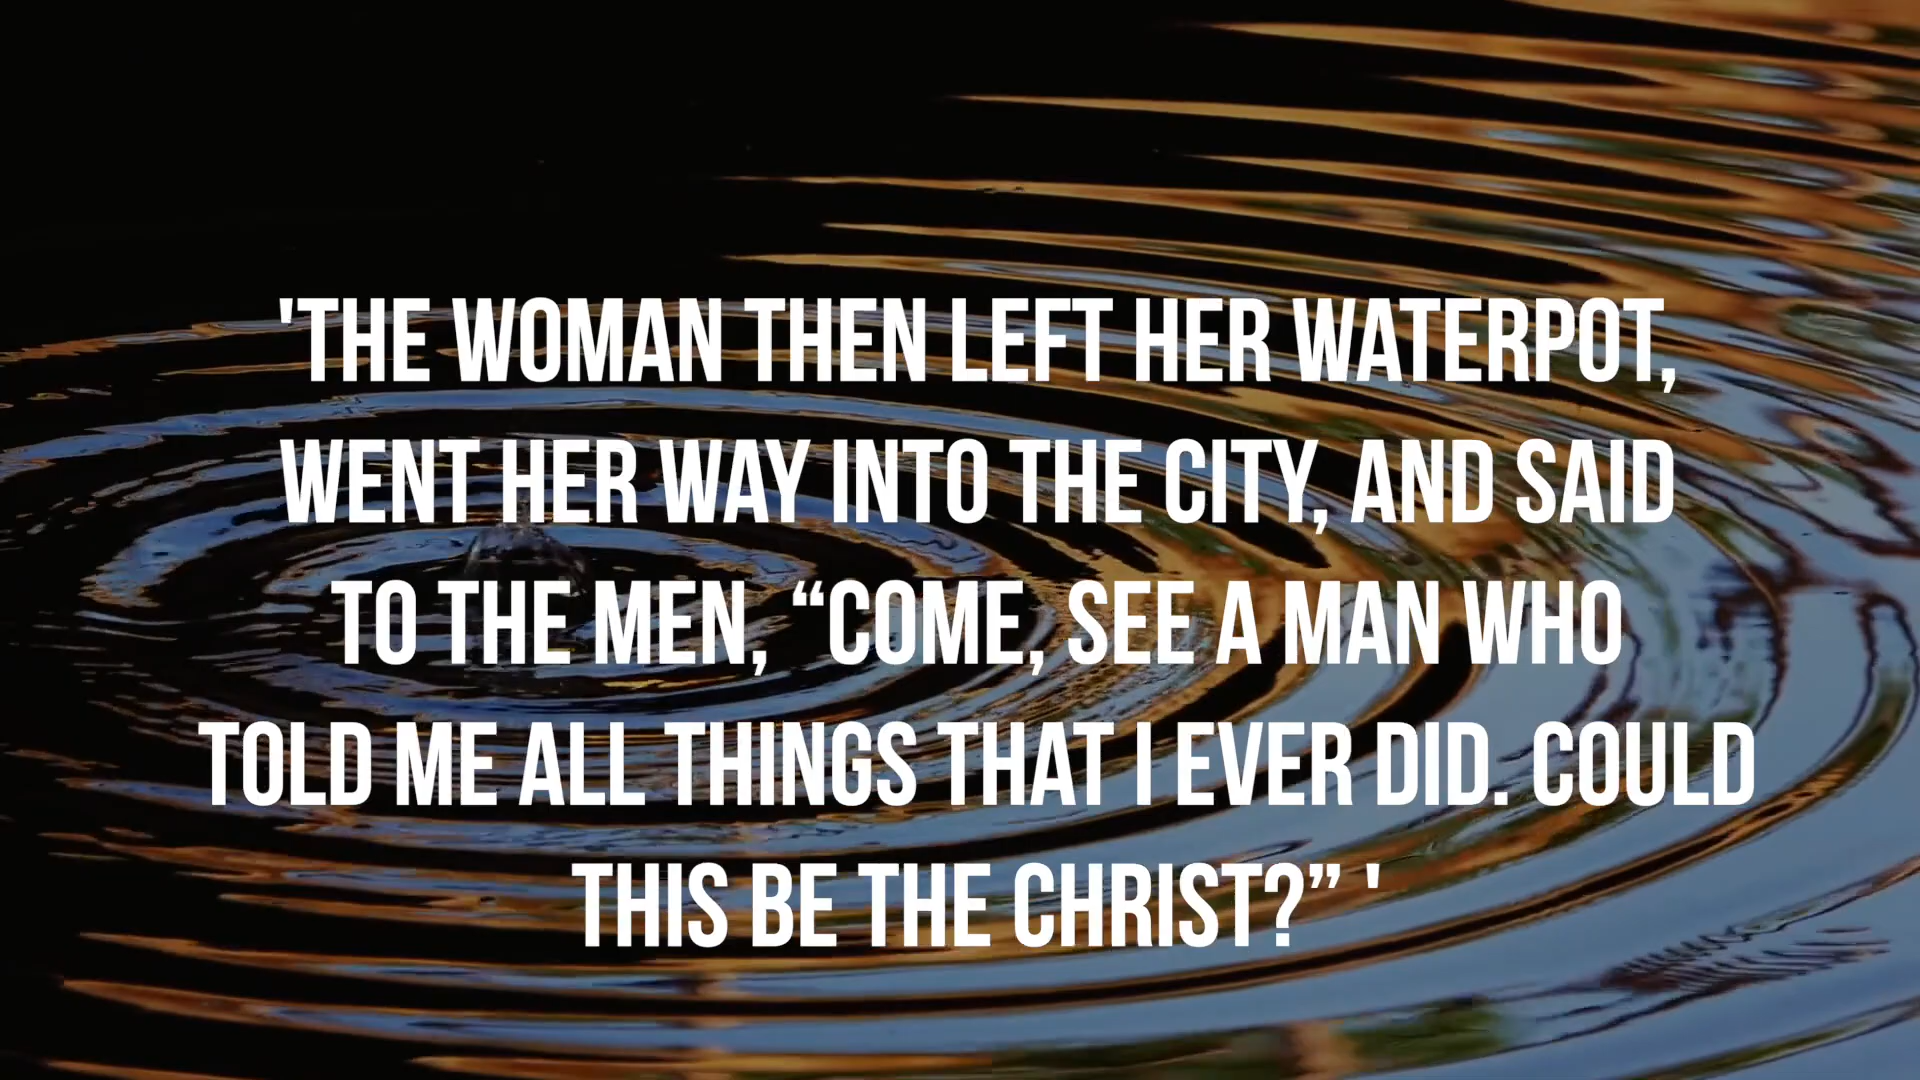 'THE WOMAN THEN LEFT HER WATERPOT,
WENT HER WAY INTO THE CITY, AND SAID
TO THE MEN, “COME, SEE A MAN WHO
TOLD ME ALL THINGS THAT I EVER DID. COULD
THIS BE THE CHRIST?” '